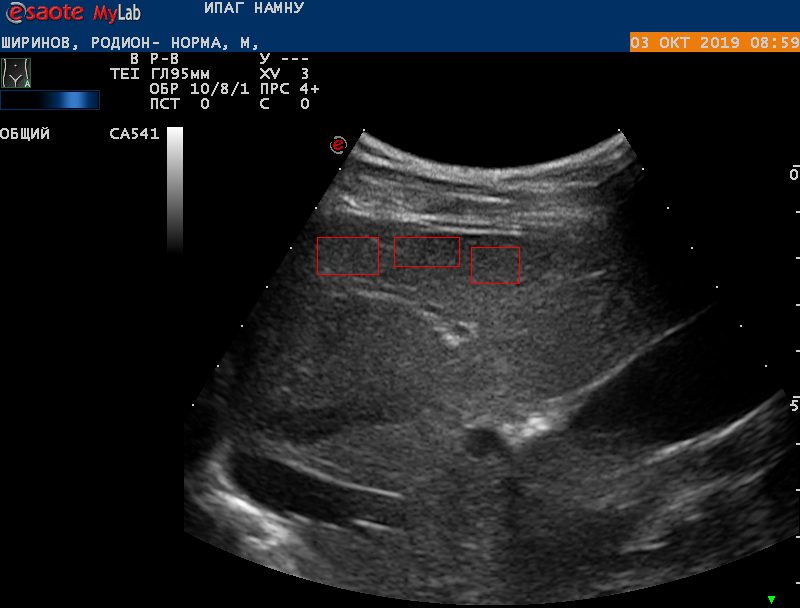 esaote MyLab
ИПАГ НАМНУ
ШИРИНОВ, РОДИОН- НОРМА, М,
03 ОКТ 2019 08:59
В Р-В У ---
TEI ГЛ95мм XV 3
ОБР 10/8/1 ПРС 4+
ПСТ 0 С 0
A
ОБЩИЙ CA541
e
0
5